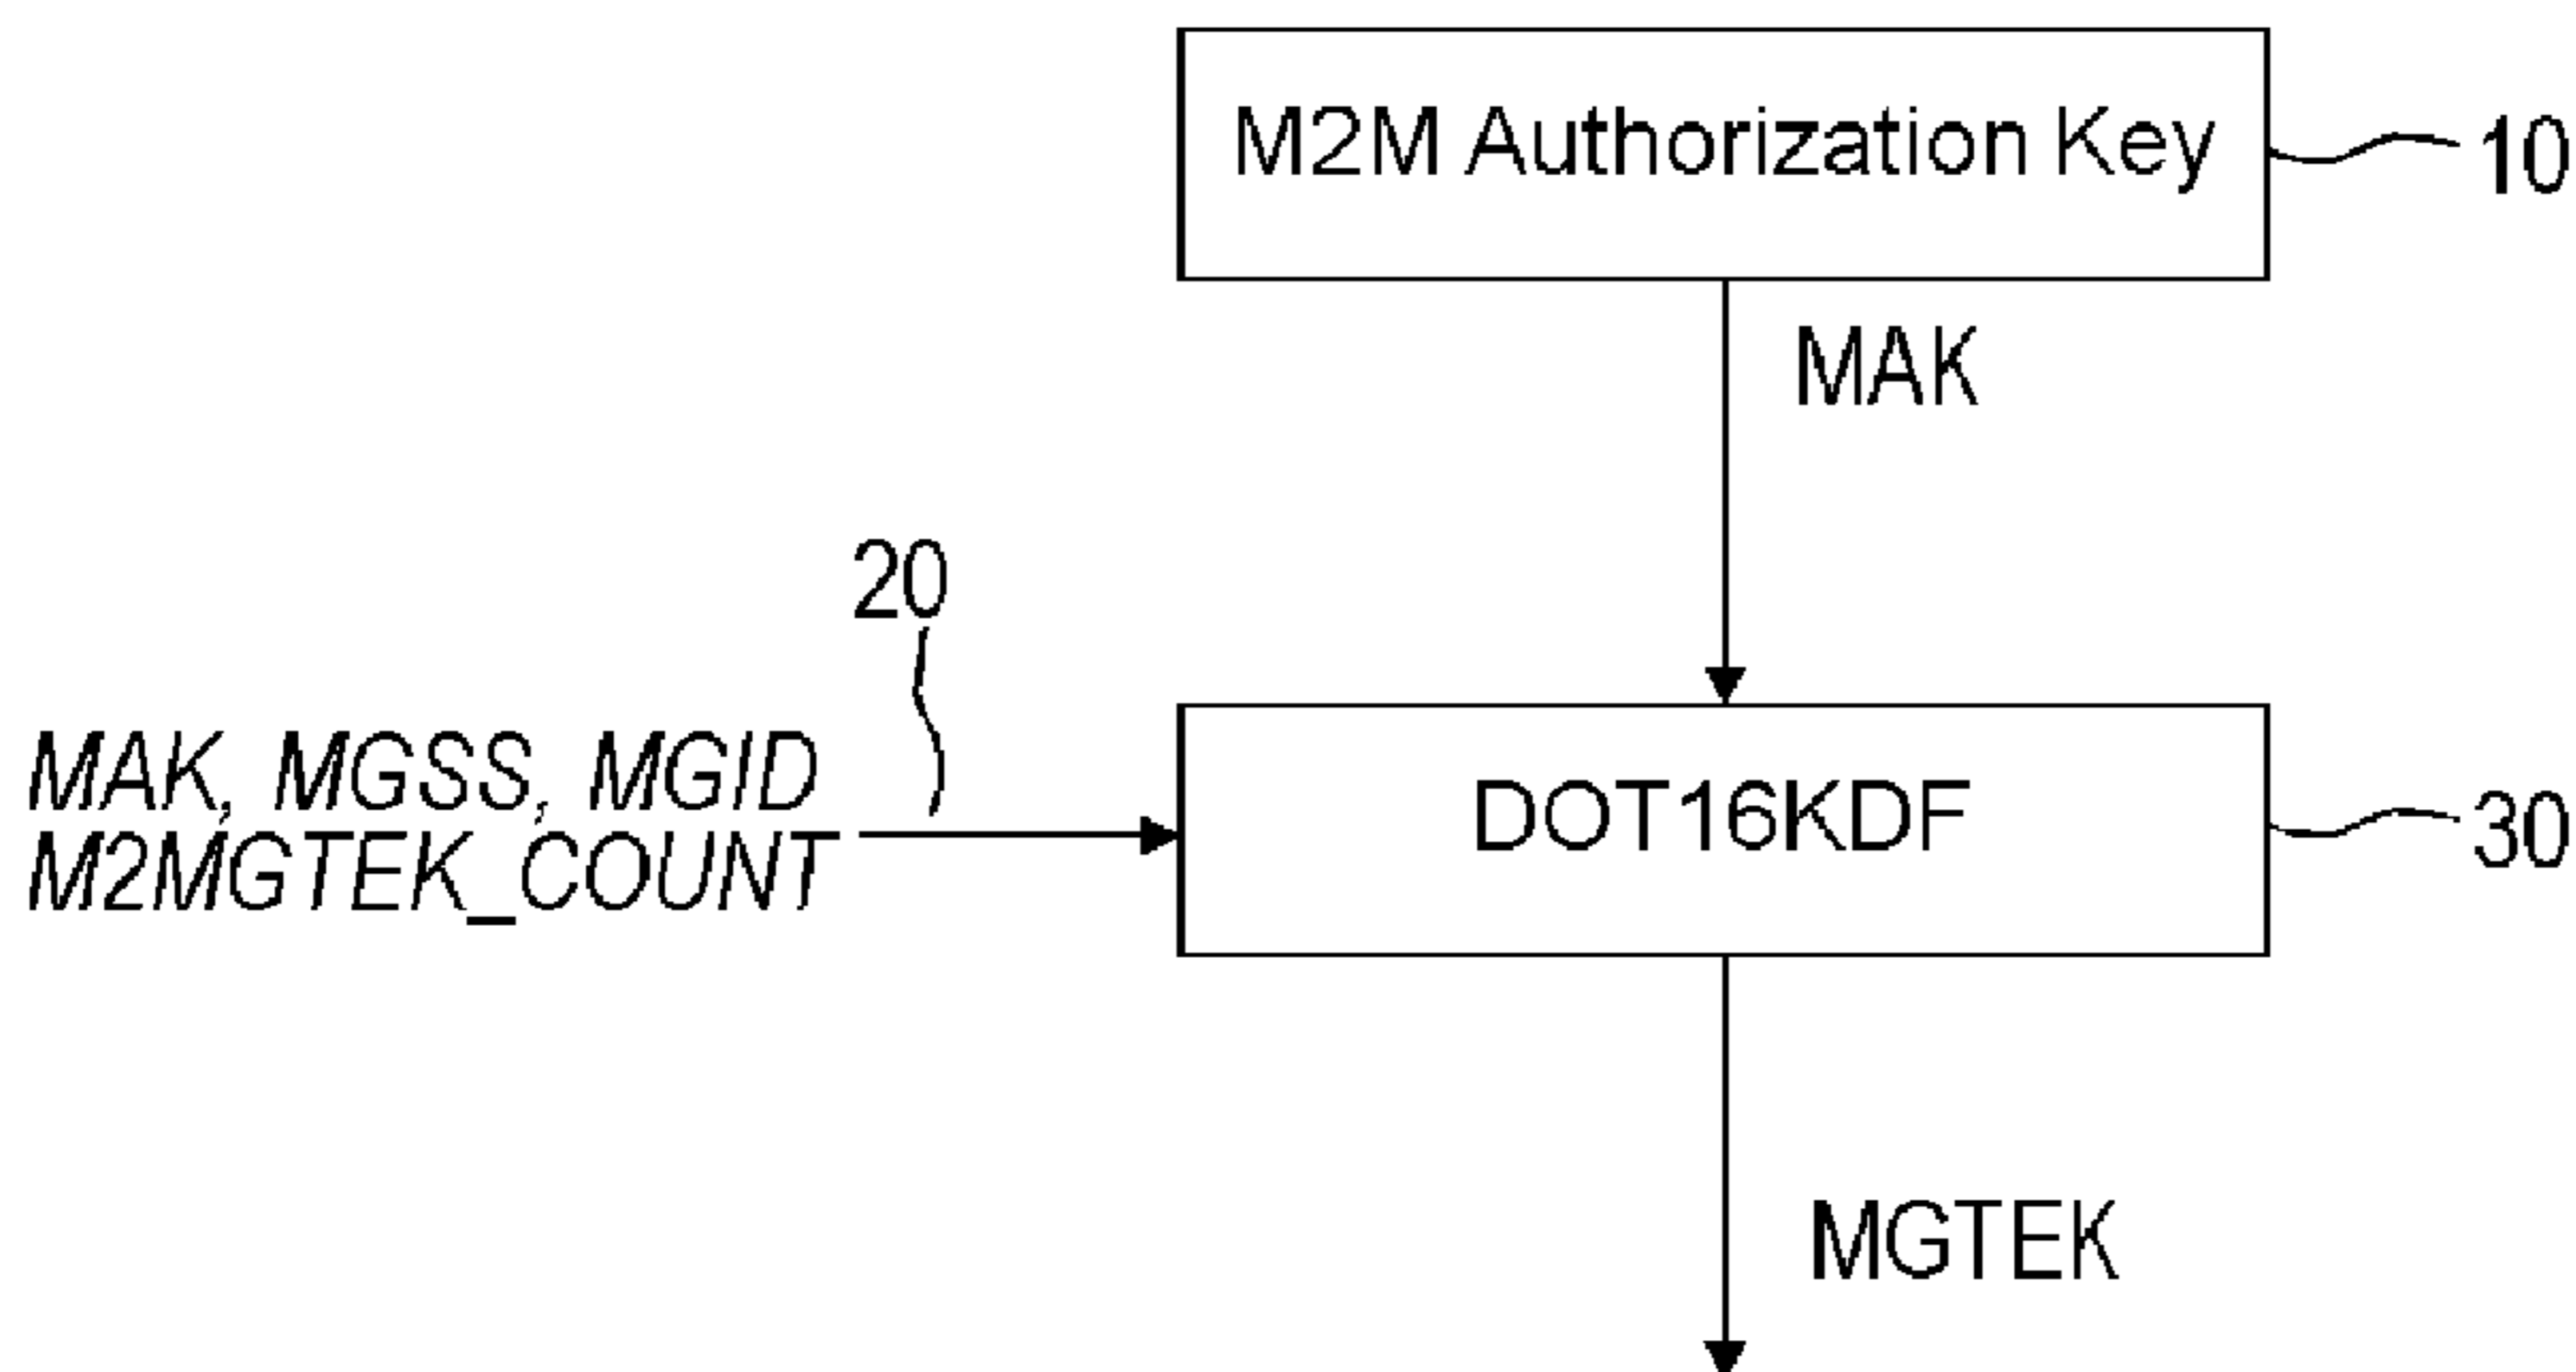 M2M Authorization Key
10
MAK
20
MAK, MGSS, MGID
M2MGTEK_COUNT
DOT16KDF
30
MGTEK